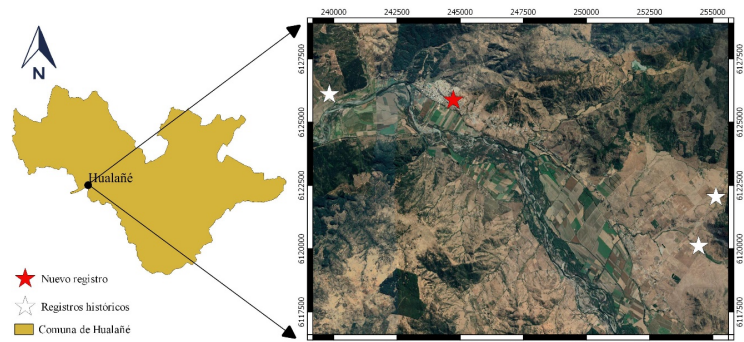 N
Hualañé
Nuevo registro
Registros históricos
Comuna de Hualañé
240000 242500 245000 247500 250000 252500 255000
6127500
6125000
6122500
6120000
6117500
6127500
6125000
6122500
6120000
6117500